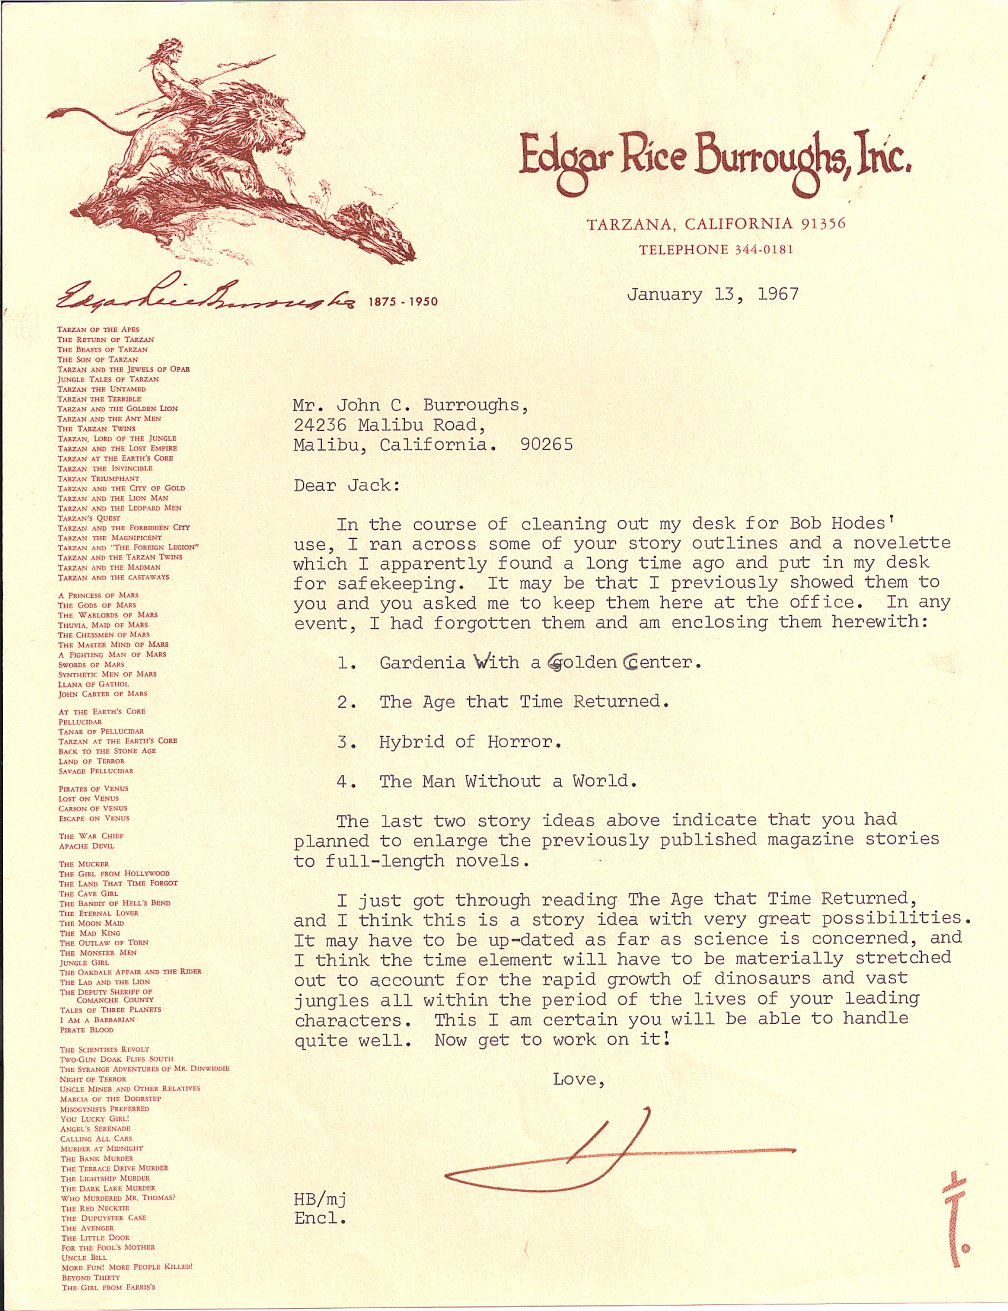 Edgar Rice Burroughs, Inc.
TARZANA, CALIFORNIA 91356
TELEPHONE 344-0181
Edgar Rice Burroughs 1875 - 1950
January 13, 1967
TARZAN OF THE APES
THE RETURN OF TARZAN
THE BEASTS OF TARZAN
THE SON OF TARZAN
TARZAN AND THE JEWELS OF OPAR
JUNGLE TALES OF TARZAN
TARZAN THE UNTAMED
TARZAN THE TERRIBLE
TARZAN AND THE GOLDEN LION
TARZAN AND THE ANT MEN
THE TARZAN TWINS
TARZAN, LORD OF THE JUNGLE
TARZAN AND THE LOST EMPIRE
TARZAN AT THE EARTH'S CORE
TARZAN THE INVINCIBLE
TARZAN TRIUMPHANT
TARZAN AND THE CITY OF GOLD
TARZAN AND THE LION MAN
TARZAN AND THE LEOPARD MEN
TARZAN'S QUEST
TARZAN AND THE FORBIDDEN CITY
TARZAN THE MAGNIFICENT
TARZAN AND "THE FOREIGN LEGION"
TARZAN AND THE TARZAN TWINS
TARZAN AND THE MADMAN
TARZAN AND THE CASTAWAYS
A PRINCESS OF MARS
THE GODS OF MARS
THE WARLORDS OF MARS
THUVIA, MAID OF MARS
THE CHESSMEN OF MARS
THE MASTER MIND OF MARS
A FIGHTING MAN OF MARS
SWORDS OF MARS
SYNTHETIC MEN OF MARS
LLANA OF GATHOL
JOHN CARTER OF MARS
AT THE EARTH'S CORE
PELLUCIDAR
TANAR OF PELLUCIDAR
TARZAN AT THE EARTH'S CORE
BACK TO THE STONE AGE
LAND OF TERROR
SAVAGE PELLUCIDAR
PIRATES OF VENUS
LOST ON VENUS
CARSON OF VENUS
ESCAPE ON VENUS
THE WAR CHIEF
APACHE DEVIL
THE MUCKER
THE GIRL FROM HOLLYWOOD
THE LAND THAT TIME FORGOT
THE CAVE GIRL
THE BANDIT OF HELL'S BEND
THE ETERNAL LOVER
THE MOON MAID
THE MAD KING
THE OUTLAW OF TORN
THE MONSTER MEN
JUNGLE GIRL
THE OAKDALE AFFAIR AND THE RIDER
THE LAD AND THE LION
THE DEPUTY SHERIFF OF
COMANCHE COUNTY
TALES OF THREE PLANETS
I AM A BARBARIAN
PIRATE BLOOD
THE SCIENTISTS REVOLT
TWO-GUN DOAK FLIES SOUTH
THE STRANGE ADVENTURES OF MR. DINWIDDIE
NIGHT OF TERROR
UNCLE MINER AND OTHER RELATIVES
MARCIA OF THE DOORSTEP
MISOGYNISTS PREFERRED
YOU LUCKY GIRL!
ANGEL'S SERENADE
CALLING ALL CARS
MURDER AT MIDNIGHT
THE BANK MURDER
THE TERRACE DRIVE MURDER
THE LIGHTSHIP MURDER
THE DARK LAKE MURDER
WHO MURDERED MR. THOMAS?
THE RED NECKTIE
THE DUPUYSTER CASE
THE AVENGER
THE LITTLE DOOR
FOR THE FOOL'S MOTHER
UNCLE BILL
MORE FUN! MORE PEOPLE KILLED!
BEYOND THIRTY
THE GIRL FROM FARRIS'S
Mr. John C. Burroughs,
24236 Malibu Road,
Malibu, California. 90265
Dear Jack:
In the course of cleaning out my desk for Bob Hodes'
use, I ran across some of your story outlines and a novelette
which I apparently found a long time ago and put in my desk
for safekeeping. It may be that I previously showed them to
you and you asked me to keep them here at the office. In any
event, I had forgotten them and am enclosing them herewith:
1. Gardenia With a Golden Center.
2. The Age that Time Returned.
3. Hybrid of Horror.
4. The Man Without a World.
The last two story ideas above indicate that you had
planned to enlarge the previously published magazine stories
to full-length novels.
I just got through reading The Age that Time Returned,
and I think this is a story idea with very great possibilities.
It may have to be up-dated as far as science is concerned, and
I think the time element will have to be materially stretched
out to account for the rapid growth of dinosaurs and vast
jungles all within the period of the lives of your leading
characters. This I am certain you will be able to handle
quite well. Now get to work on it!
Love,
HB/mj
Encl.